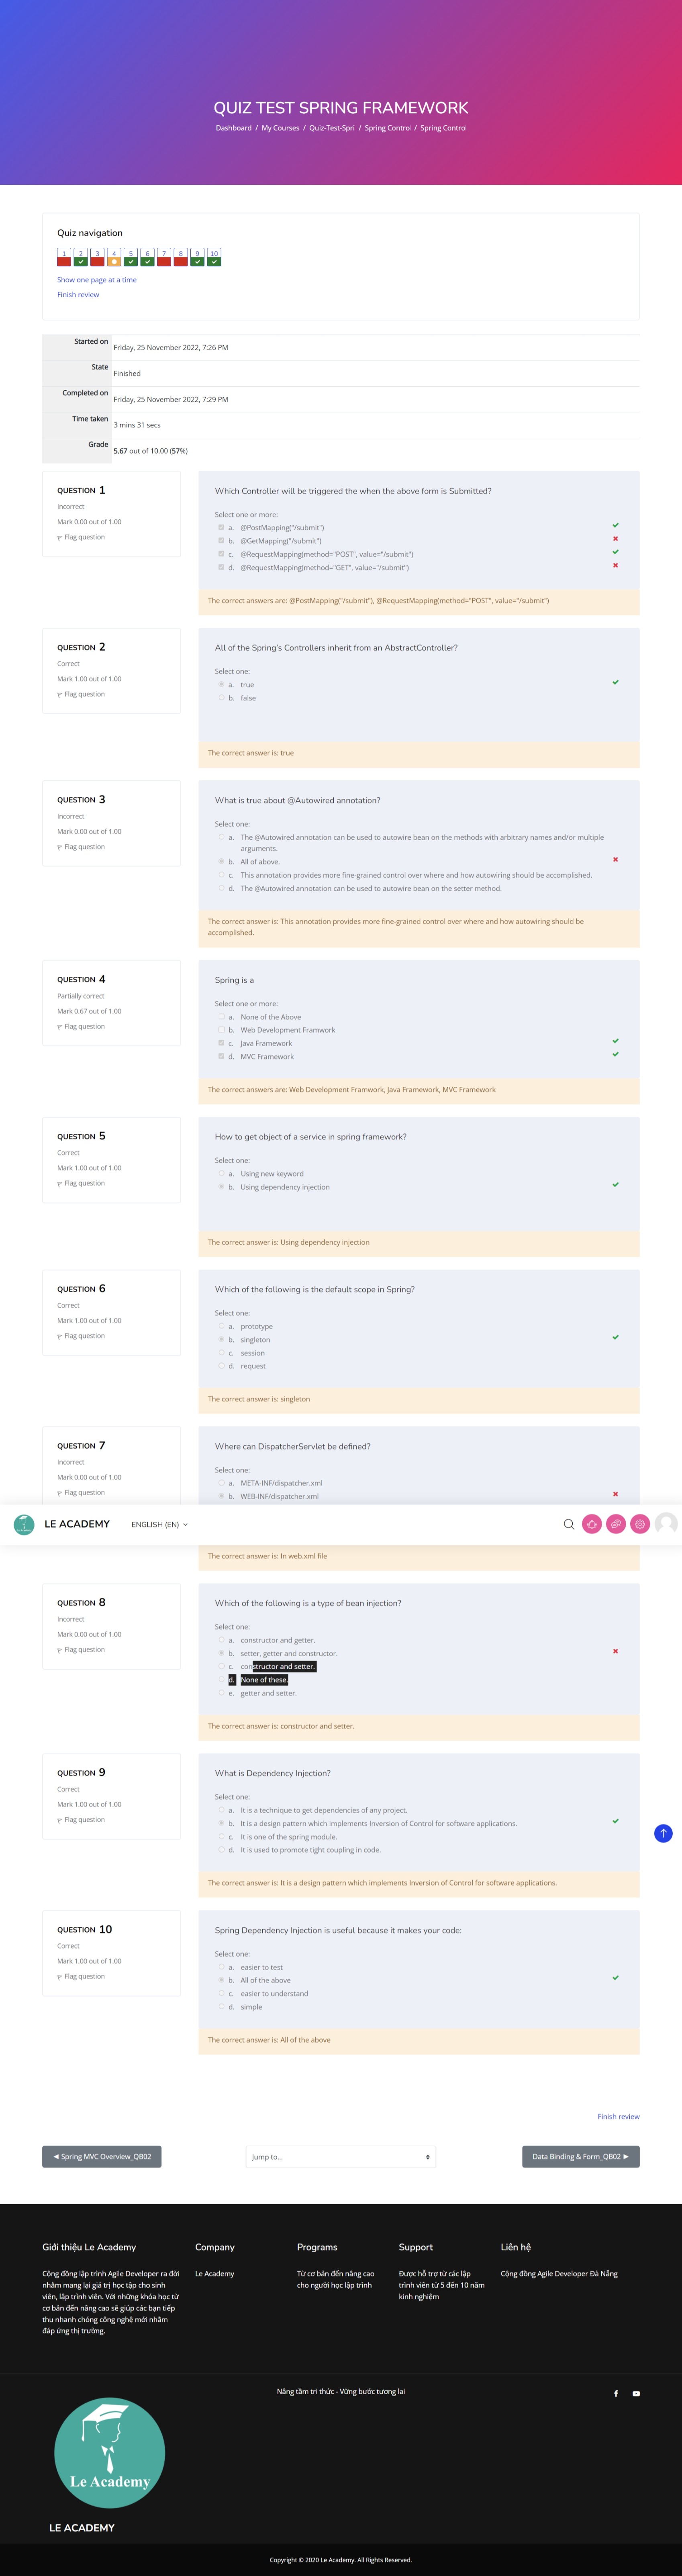 QUIZ TEST SPRING FRAMEWORK
Dashboard / My Courses / Quiz-Test-Spri / Spring Control / Spring Contro
Quiz navigation
1 2 3 4 5 6 7 8 9 10
Show one page at a time
Finish review
Started on Friday, 25 November 2022, 7:26 PM
State Finished
Completed on Friday, 25 November 2022, 7:29 PM
Time taken 3 mins 31 secs
Grade 5.67 out of 10.00 (57%)
QUESTION 1
Incorrect
Mark 0.00 out of 1.00
Flag question
Which Controller will be triggered the when the above form is Submitted?
Select one or more:
a. @PostMapping("/submit")
b. @GetMapping("/submit")
c. @RequestMapping(method="POST", value="/submit")
d. @RequestMapping(method="GET", value="/submit")
The correct answers are: @PostMapping("/submit"), @RequestMapping(method="POST", value="/submit")
QUESTION 2
Correct
Mark 1.00 out of 1.00
Flag question
All of the Spring's Controllers inherit from an AbstractController?
Select one:
a. true
b. false
The correct answer is: true
QUESTION 3
Incorrect
Mark 0.00 out of 1.00
Flag question
What is true about @Autowired annotation?
Select one:
a. The @Autowired annotation can be used to autowire bean on the methods with arbitrary names and/or multiple
arguments.
b. All of above.
c. This annotation provides more fine-grained control over where and how autowiring should be accomplished.
d. The @Autowired annotation can be used to autowire bean on the setter method.
The correct answer is: This annotation provides more fine-grained control over where and how autowiring should be
accomplished.
QUESTION 4
Partially correct
Mark 0.67 out of 1.00
Flag question
Spring is a
Select one or more:
a. None of the Above
b. Web Development Framwork
c. Java Framework
d. MVC Framework
The correct answers are: Web Development Framwork, Java Framework, MVC Framework
QUESTION 5
Correct
Mark 1.00 out of 1.00
Flag question
How to get object of a service in spring framework?
Select one:
a. Using new keyword
b. Using dependency injection
The correct answer is: Using dependency injection
QUESTION 6
Correct
Mark 1.00 out of 1.00
Flag question
Which of the following is the default scope in Spring?
Select one:
a. prototype
b. singleton
c. session
d. request
The correct answer is: singleton
QUESTION 7
Incorrect
Mark 0.00 out of 1.00
Flag question
Where can DispatcherServlet be defined?
Select one:
a. META-INF/dispatcher.xml
b. WEB-INF/dispatcher.xml
LE ACADEMY ENGLISH (EN)
The correct answer is: In web.xml file
QUESTION 8
Incorrect
Mark 0.00 out of 1.00
Flag question
Which of the following is a type of bean injection?
Select one:
a. constructor and getter.
b. setter, getter and constructor.
c. constructor and setter.
d. None of these.
e. getter and setter.
The correct answer is: constructor and setter.
QUESTION 9
Correct
Mark 1.00 out of 1.00
Flag question
What is Dependency Injection?
Select one:
a. It is a technique to get dependencies of any project.
b. It is a design pattern which implements Inversion of Control for software applications.
c. It is one of the spring module.
d. It is used to promote tight coupling in code.
The correct answer is: It is a design pattern which implements Inversion of Control for software applications.
QUESTION 10
Correct
Mark 1.00 out of 1.00
Flag question
Spring Dependency Injection is useful because it makes your code:
Select one:
a. easier to test
b. All of the above
c. easier to understand
d. simple
The correct answer is: All of the above
Finish review
◀ Spring MVC Overview_QB02
Jump to...
Data Binding & Form_QB02 ▶
Giới thiệu Le Academy
Cộng đồng lập trình Agile Developer ra đời
nhằm mang lại giá trị học tập cho sinh
viên, lập trình viên. Với những khóa học từ
cơ bản đến nâng cao sẽ giúp các bạn tiếp
thu nhanh chóng công nghệ mới nhằm
đáp ứng thị trường.
Company
Le Academy
Programs
Từ cơ bản đến nâng cao
cho người học lập trình
Support
Được hỗ trợ từ các lập
trình viên từ 5 đến 10 năm
kinh nghiệm
Liên hệ
Cộng đồng Agile Developer Đà Nẵng
Nâng tầm tri thức - Vững bước tương lai
Le Academy
LE ACADEMY
Copyright © 2020 Le Academy. All Rights Reserved.